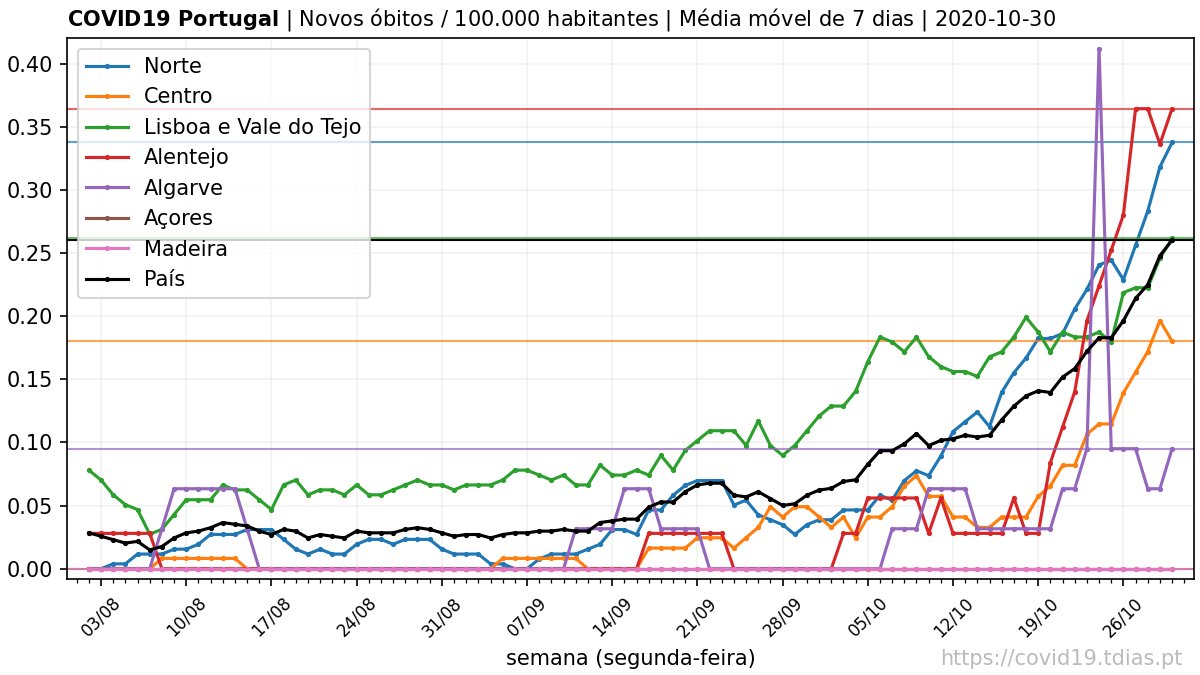 COVID19 Portugal | Novos óbitos / 100.000 habitantes | Média móvel de 7 dias | 2020-10-30
0.40
0.35
0.30
0.25
0.20
0.15
0.10
0.05
0.00
Norte
Centro
Lisboa e Vale do Tejo
Alentejo
Algarve
Açores
Madeira
País
03/08 10/08 17/08 24/08 31/08 07/09 14/09 21/09 28/09 05/10 12/10 19/10 26/10
semana (segunda-feira)
https://covid19.tdias.pt